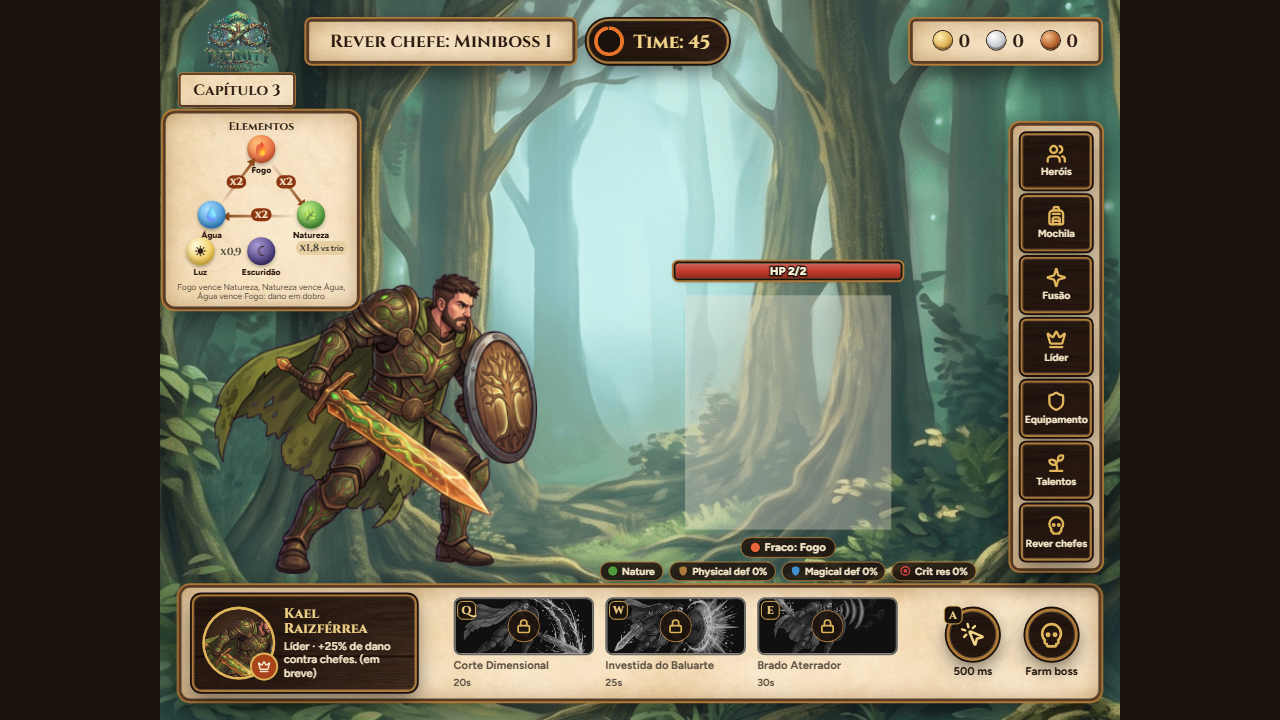 REVER CHEFE: MINIBOSS 1
TIME: 45
0
0
0
CAPÍTULO 3
ELEMENTOS
Fogo
X2
X2
X2
Água
Natureza
X0,9
X1,8 vs trio
Luz
Escuridão
Fogo vence Natureza, Natureza vence Água,
Água vence Fogo: dano em dobro
HP 2/2
Heróis
Mochila
Fusão
Líder
Equipamento
Talentos
Rever chefes
Fraco: Fogo
Nature
Physical def 0%
Magical def 0%
Crit res 0%
KAEL
RAIZFÉRREA
Líder · +25% de dano
contra chefes. (em
breve)
Q
Corte Dimensional
20s
W
Investida do Baluarte
25s
E
Brado Aterrador
30s
A
500 ms
Farm boss